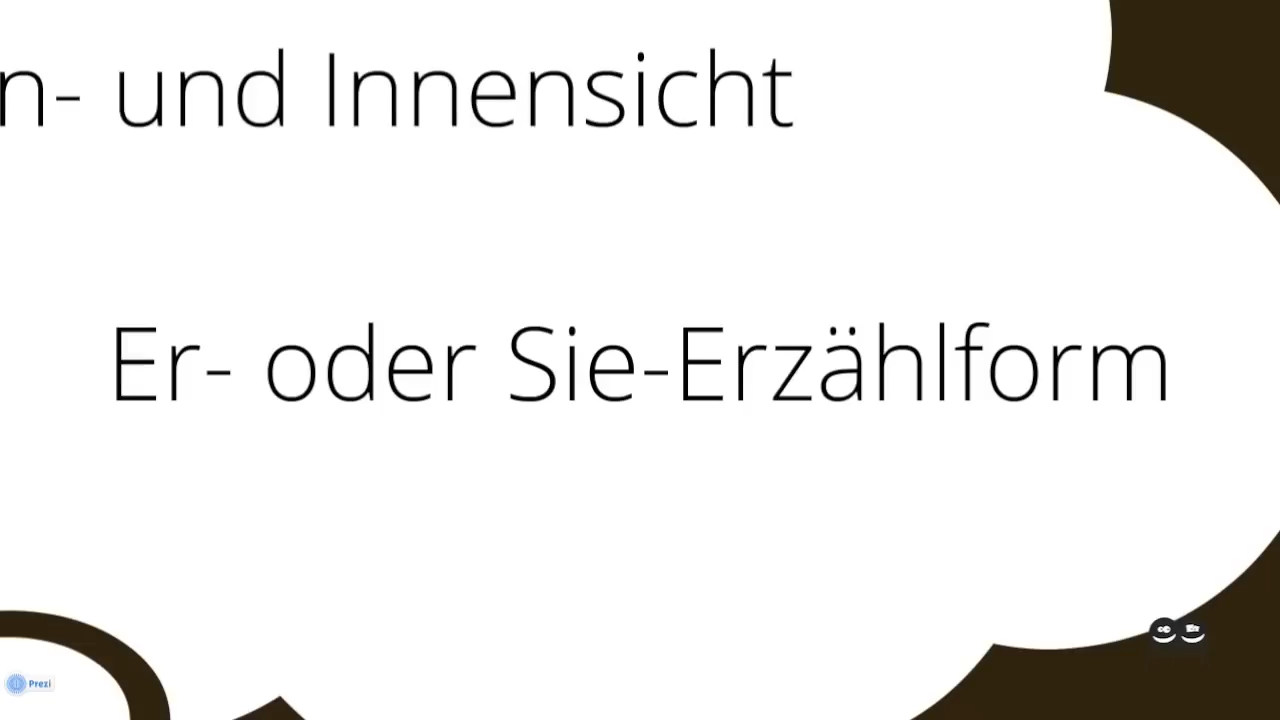 n- und Innensicht
Er- oder Sie-Erzählform
Prezi